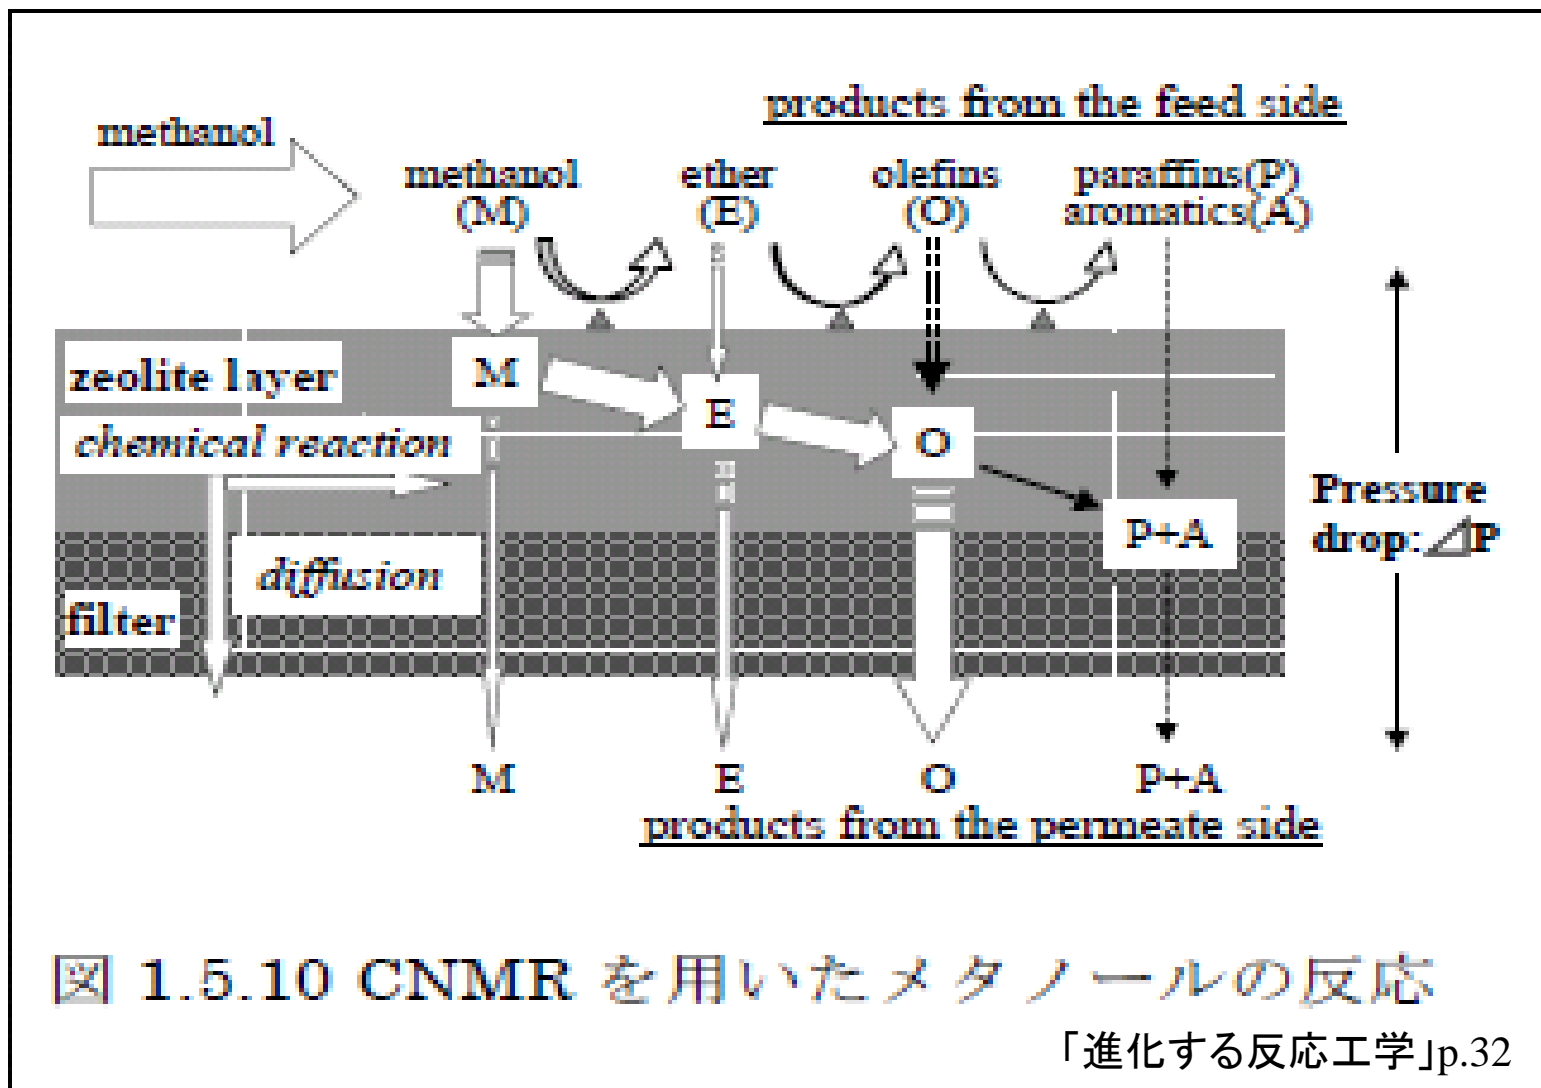 products from the feed side
methanol
methanol
(M)
ether
(E)
olefins
(O)
paraffins(P)
aromatics(A)
zeolite layer
M
E
O
chemical reaction
P+A
diffusion
filter
Pressure
drop: ⊿P
M E O P+A
products from the permeate side
図 1.5.10 CNMR を用いたメタノールの反応
「進化する反応工学」p.32